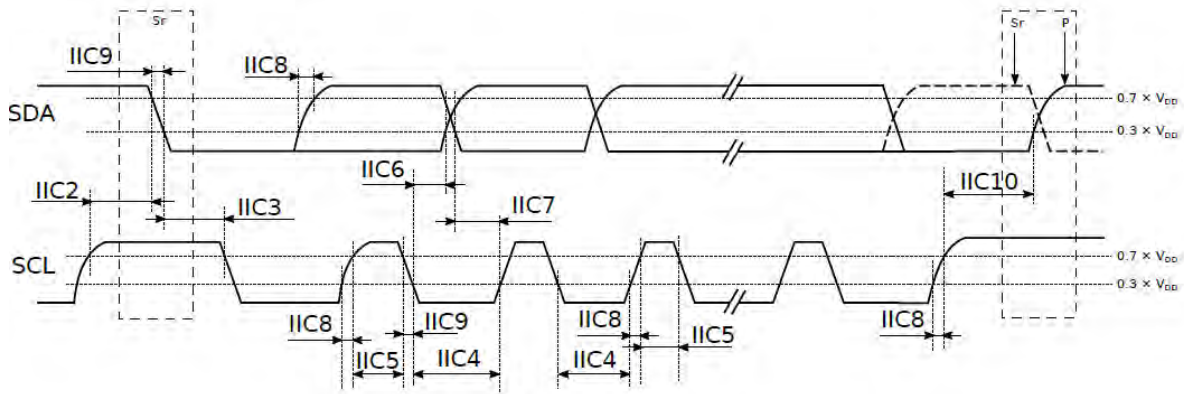 Sr
Sr P
IIC9
IIC8
SDA
0.7 × VDD
0.3 × VDD
IIC6
IIC10
IIC2
IIC3
IIC7
SCL
0.7 × VDD
0.3 × VDD
IIC8
IIC9
IIC8
IIC5
IIC8
IIC5
IIC4
IIC4